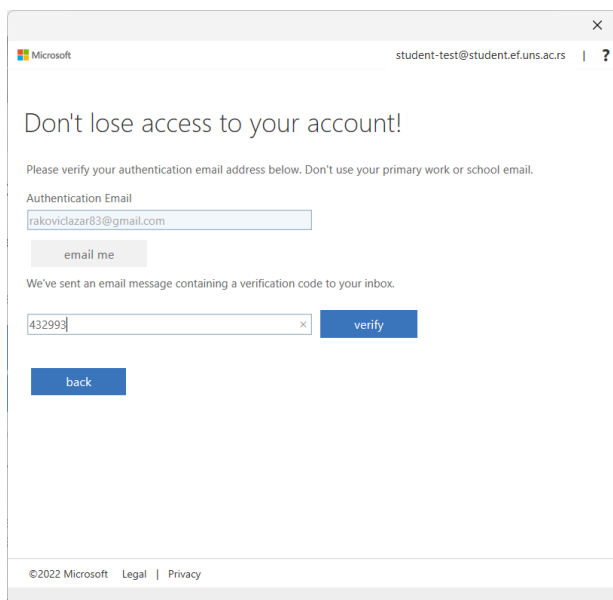 Microsoft
student-test@student.ef.uns.ac.rs | ?
Don't lose access to your account!
Please verify your authentication email address below. Don't use your primary work or school email.
Authentication Email
rakoviclazar83@gmail.com
email me
We've sent an email message containing a verification code to your inbox.
432993
verify
back
©2022 Microsoft Legal | Privacy